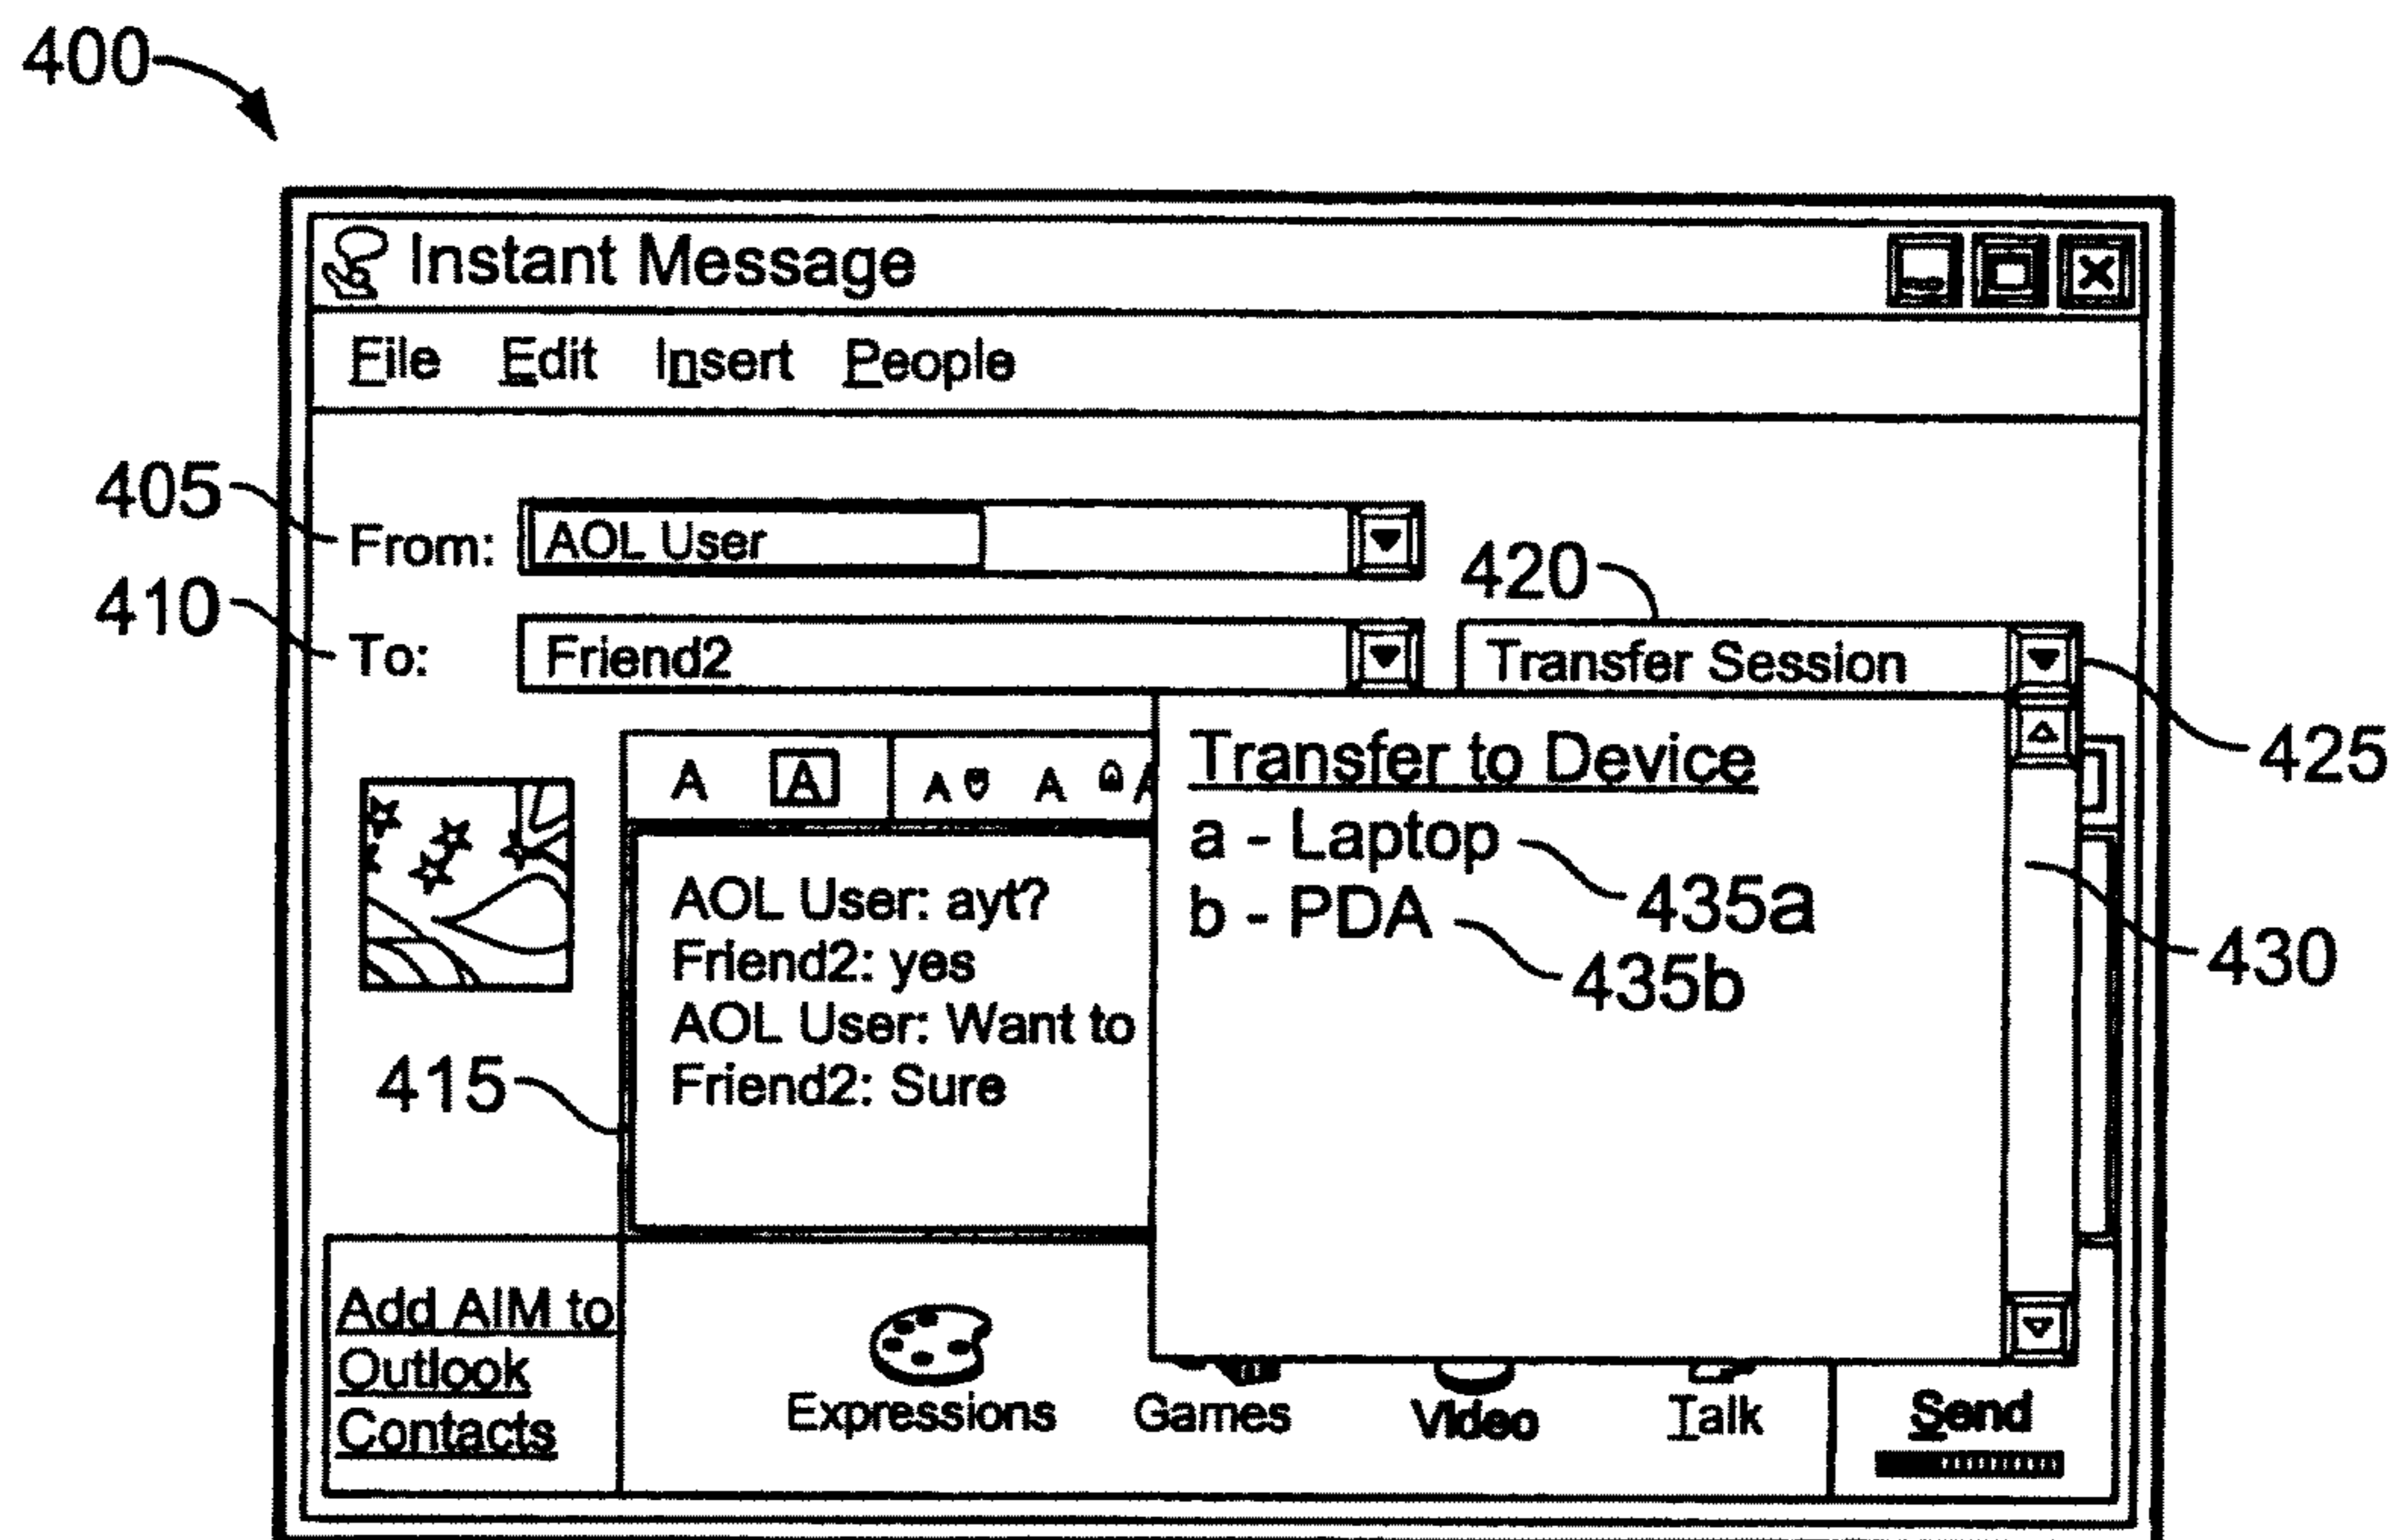 400
Instant Message
File Edit Insert People
405
From: AOL User
410
To: Friend2
420
Transfer Session
425
A A A A A
Transfer to Device
a - Laptop
435a
b - PDA
435b
430
AOL User: ayt?
Friend2: yes
AOL User: Want to
Friend2: Sure
415
Add AIM to
Outlook
Contacts
Expressions Games Video Talk Send